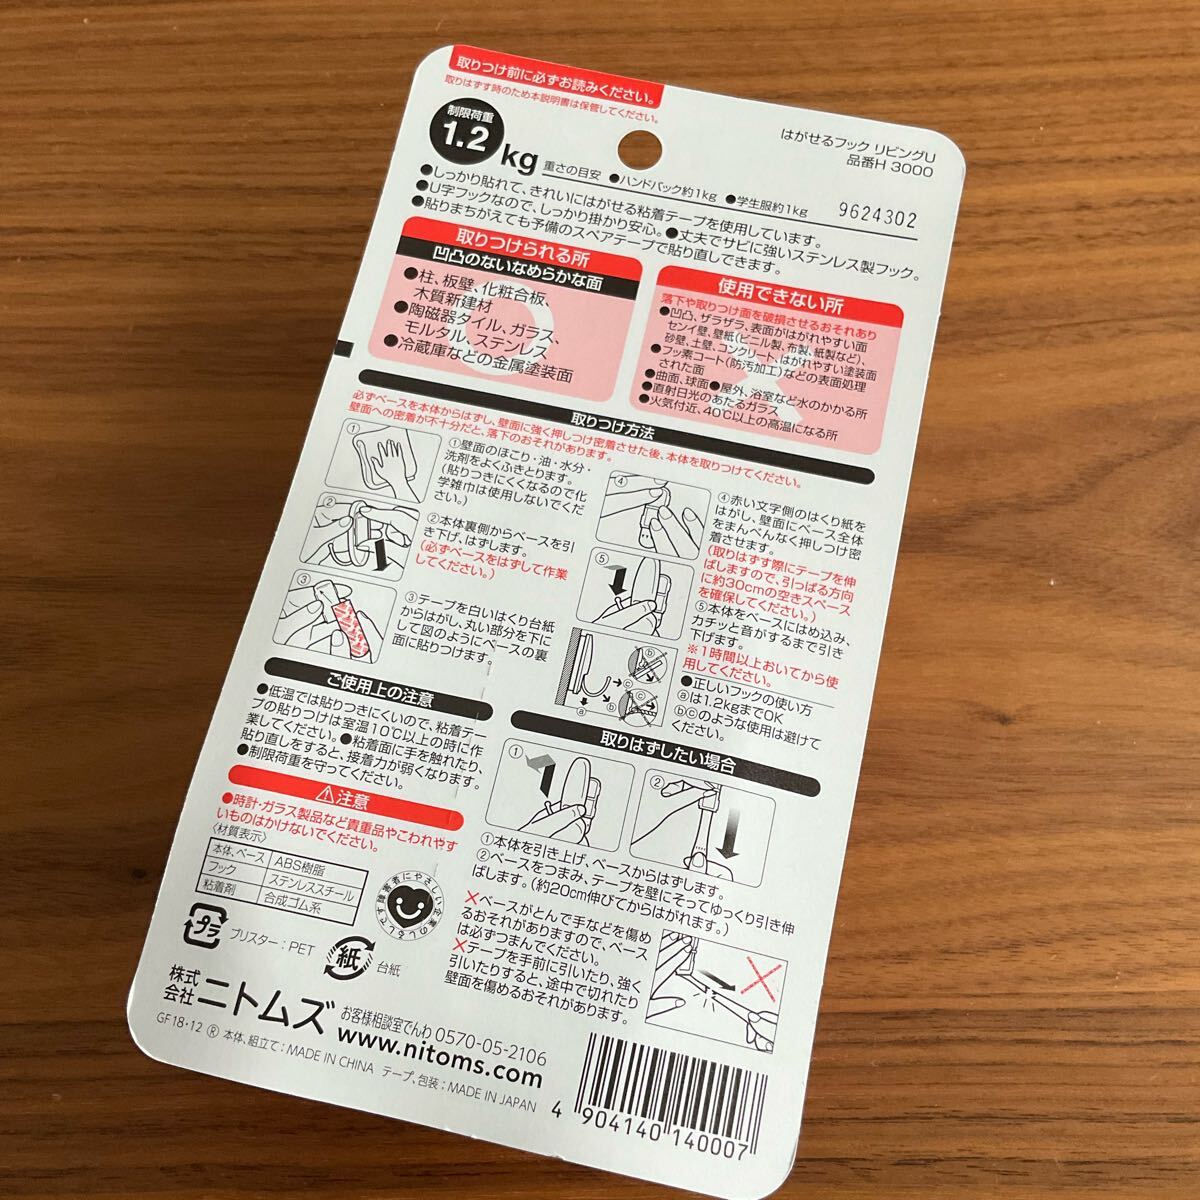 取りつけ前に必ずお読みください。
取りはずす時のため本説明書は保管してください。
制限荷重
1.2
kg
重さの目安 ●ハンドバック約1kg ●学生服約1kg
はがせるフック リビングU
品番H 3000
9624302
●しっかり貼れて、きれいにはがせる粘着テープを使用しています。
●U字フックなので、しっかり掛かり安心。●丈夫でサビに強いステンレス製フック。
●貼りまちがえても予備のスペアテープで貼り直しできます。
取りつけられる所
凹凸のないなめらかな面
●柱、板壁、化粧合板、
木質新建材
●陶磁器タイル、ガラス、
モルタル、ステンレス
●冷蔵庫などの金属塗装面
使用できない所
落下や取りつけ面を破損させるおそれあり
●凹凸、ザラザラ、表面がはがれやすい面
センイ壁、壁紙(ビニル製、布製、紙製など)、
砂壁、土壁、コンクリート、はがれやすい塗装面
●フッ素コート(防汚加工)などの表面処理
された面
●曲面、球面●屋外、浴室など水のかかる所
●直射日光のあたるガラス
●火気付近、40℃以上の高温になる所
取りつけ方法
必ずベースを本体からはずし、壁面に強く押しつけ密着させた後、本体を取りつけてください。
壁面への密着が不十分だと、落下のおそれがあります。
①
①壁面のほこり・油・水分・
洗剤をよくふきとります。
(貼りつきにくくなるので化
学雑巾は使用しないでくだ
さい。)
②
②本体裏側からベースを引
き下げ、はずします。
(必ずベースをはずして作業
してください。)
③
③テープを白いはくり台紙
からはがし、丸い部分を下に
して図のようにベースの裏
面に貼りつけます。
④
④赤い文字側のはくり紙を
はがし、壁面にベース全体
をまんべんなく押しつけ密
着させます。
(取りはずす際にテープを伸
ばしますので、引っぱる方向
に約30cmの空きスペース
を確保してください。)
⑤
⑤本体をベースにはめ込み、
カチッと音がするまで引き
下げます。
※1時間以上おいてから使
用してください。
●正しいフックの使い方
ⓐは1.2kgまでOK
ⓑⓒのような使用は避けて
ください。
ⓐ
ⓑ
ⓒ
ⓑ
ⓒ
ご使用上の注意
●低温では貼りつきにくいので、粘着テー
プの貼りつけは室温10℃以上の時に作
業してください。●粘着面に手を触れたり、
貼り直しをすると、接着力が弱くなります。
●制限荷重を守ってください。
⚠注意
●時計・ガラス製品など貴重品やこわれやす
いものはかけないでください。
〈材質表示〉
本体、ベース ABS樹脂
フック ステンレススチール
粘着剤 合成ゴム系
障害者にやさしい企業のしるしです
プラ
ブリスター:PET
紙
台紙
取りはずしたい場合
①
②
①本体を引き上げ、ベースからはずします。
②ベースをつまみ、テープを壁にそってゆっくり引き伸
ばします。(約20cm伸びてからはがれます。)
×ベースがとんで手などを傷め
るおそれがありますので、ベース
は必ずつまんでください。
×テープを手前に引いたり、強く
引いたりすると、途中で切れたり
壁面を傷めるおそれがあります。
株式
会社 ニトムズ
お客様相談室でんわ 0570-05-2106
www.nitoms.com
GF18・12 Ⓡ 本体、組立て:MADE IN CHINA テープ、包装:MADE IN JAPAN
4 904140 140007